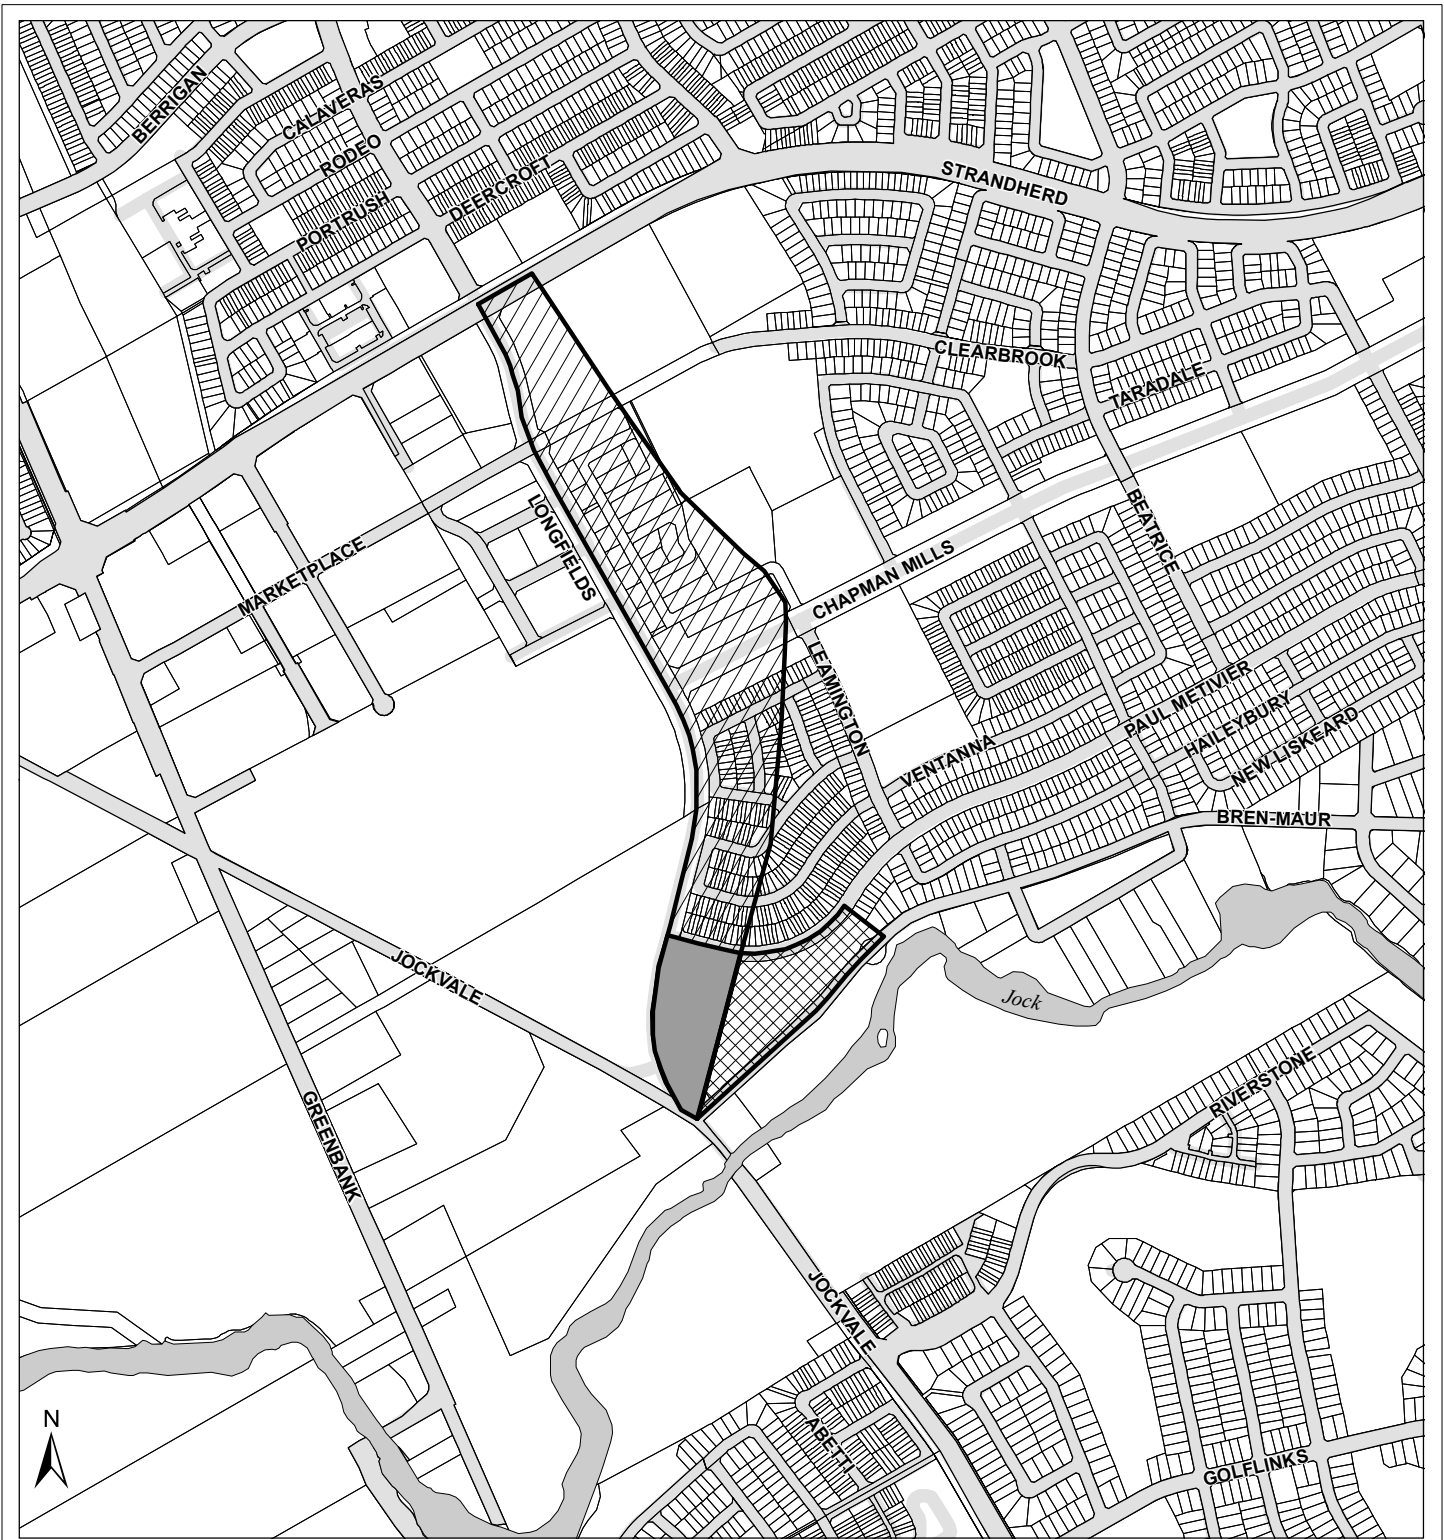 BERRIGAN
CALAVERAS
RODEO
PORTRUSH
DEERCROFT
STRANDHERD
CLEARBROOK
TARADALE
LONGFIELDS
MARKETPLACE
BEATRICE
CHAPMAN MILLS
LEAMINGTON
VENTANNA
PAUL METIVIER
HAILEYBURY
NEW LISKEARD
BREN-MAUR
JOCKVALE
Jock
RIVERSTONE
GREENBANK
JOCKVALE
ABETTI
GOLFLINKS
N